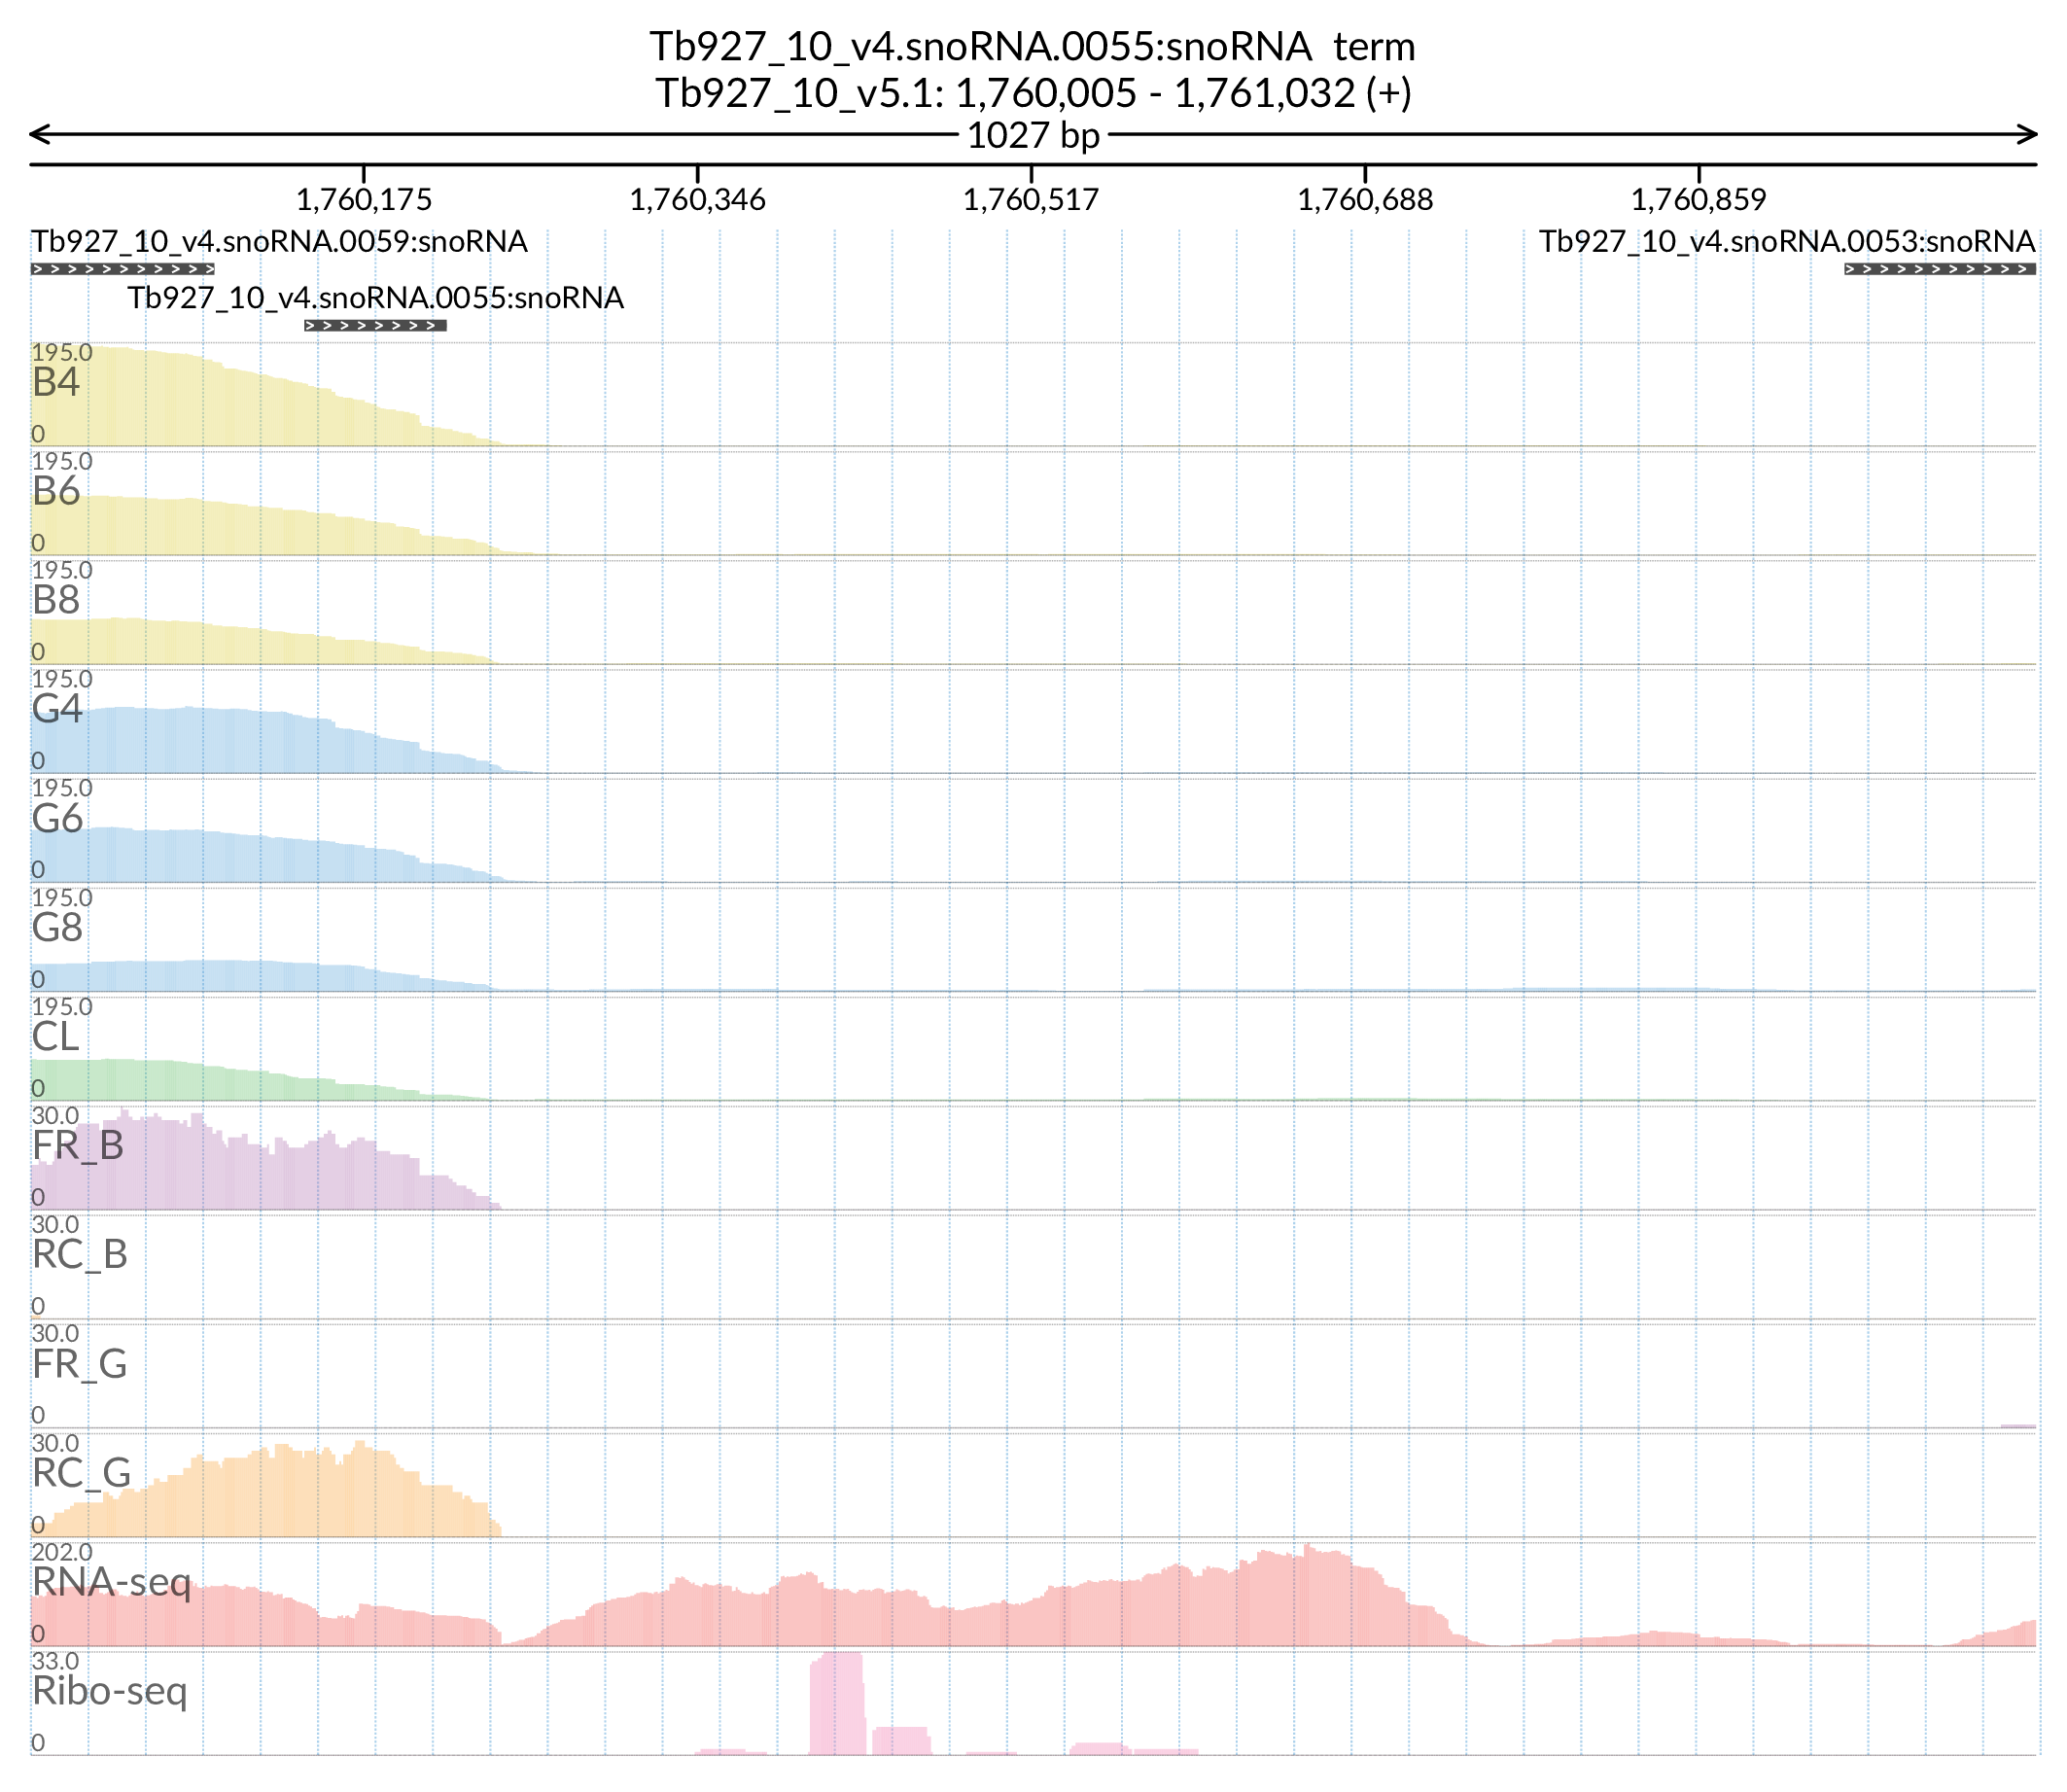 Tb927_10_v4.snoRNA.0055:snoRNA term
Tb927_10_v5.1: 1,760,005 - 1,761,032 (+)
1027 bp
1,760,175 1,760,346 1,760,517 1,760,688 1,760,859
Tb927_10_v4.snoRNA.0059:snoRNA Tb927_10_v4.snoRNA.0053:snoRNA
Tb927_10_v4.snoRNA.0055:snoRNA
195.0
B4
0
195.0
B6
0
195.0
B8
0
195.0
G4
0
195.0
G6
0
195.0
G8
0
195.0
CL
0
30.0
FR_B
0
30.0
RC_B
0
30.0
FR_G
0
30.0
RC_G
0
202.0
RNA-seq
0
33.0
Ribo-seq
0